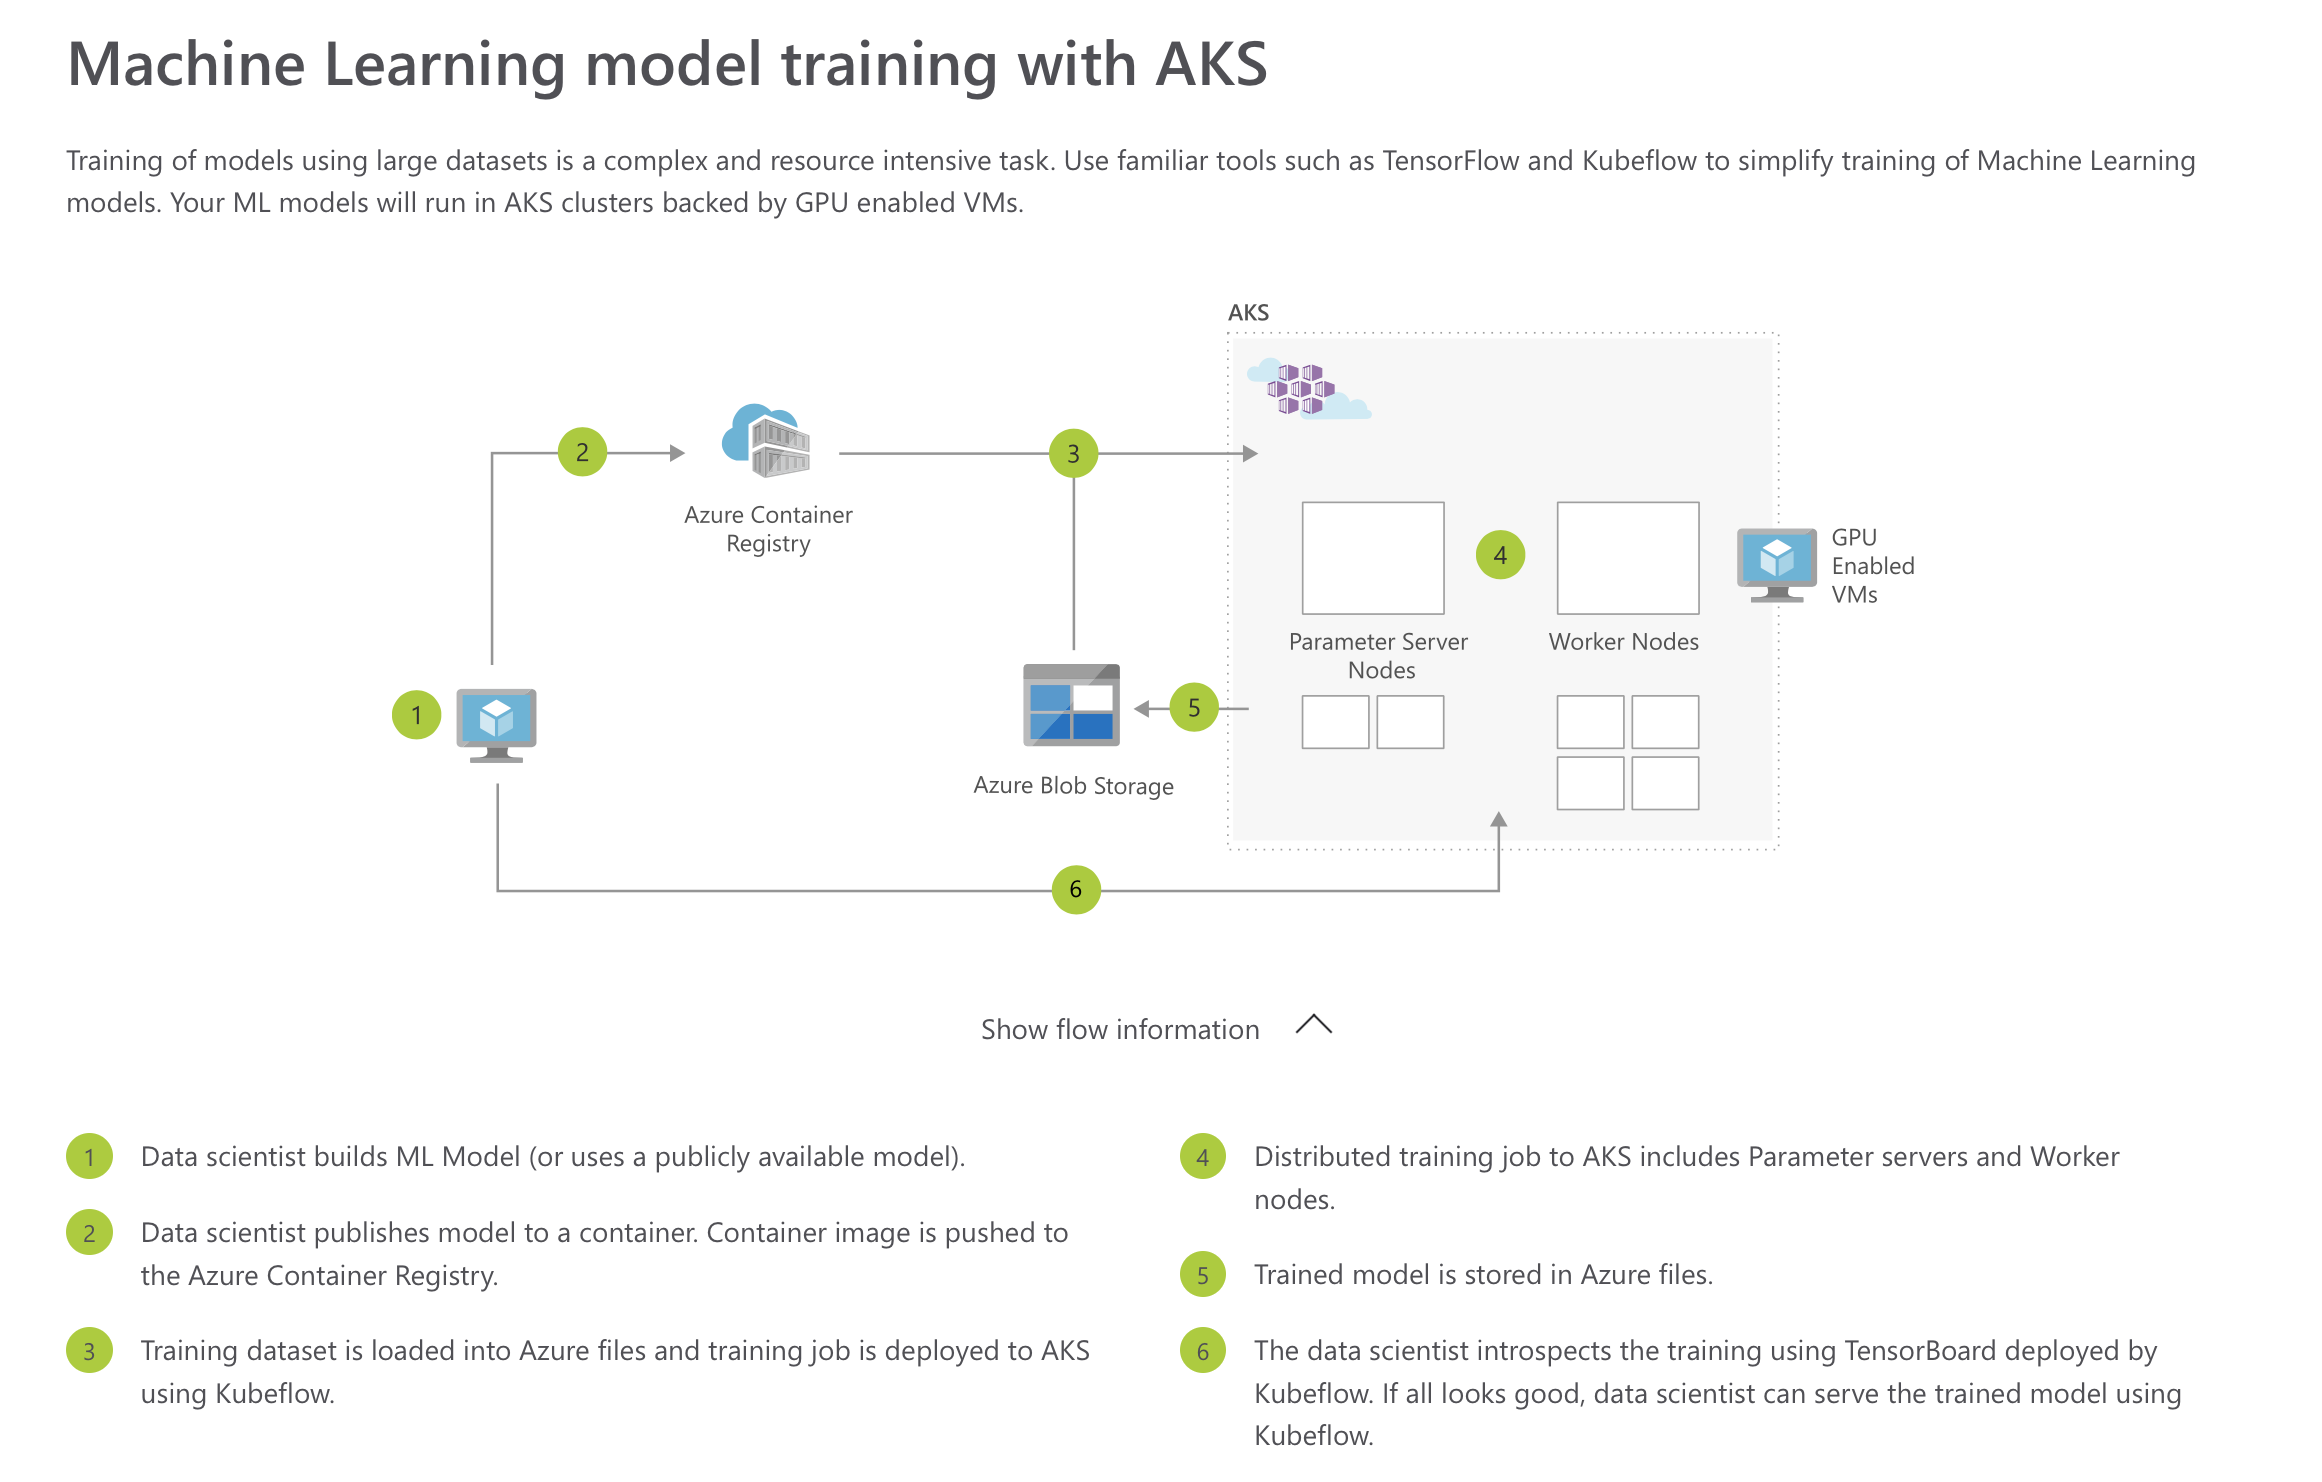 Machine Learning model training with AKS
Training of models using large datasets is a complex and resource intensive task. Use familiar tools such as TensorFlow and Kubeflow to simplify training of Machine Learning
models. Your ML models will run in AKS clusters backed by GPU enabled VMs.
AKS
2
3
Azure Container
Registry
4
GPU
Enabled
VMs
Parameter Server
Nodes
Worker Nodes
1
5
Azure Blob Storage
6
Show flow information
1 Data scientist builds ML Model (or uses a publicly available model).
2 Data scientist publishes model to a container. Container image is pushed to
the Azure Container Registry.
3 Training dataset is loaded into Azure files and training job is deployed to AKS
using Kubeflow.
4 Distributed training job to AKS includes Parameter servers and Worker
nodes.
5 Trained model is stored in Azure files.
6 The data scientist introspects the training using TensorBoard deployed by
Kubeflow. If all looks good, data scientist can serve the trained model using
Kubeflow.